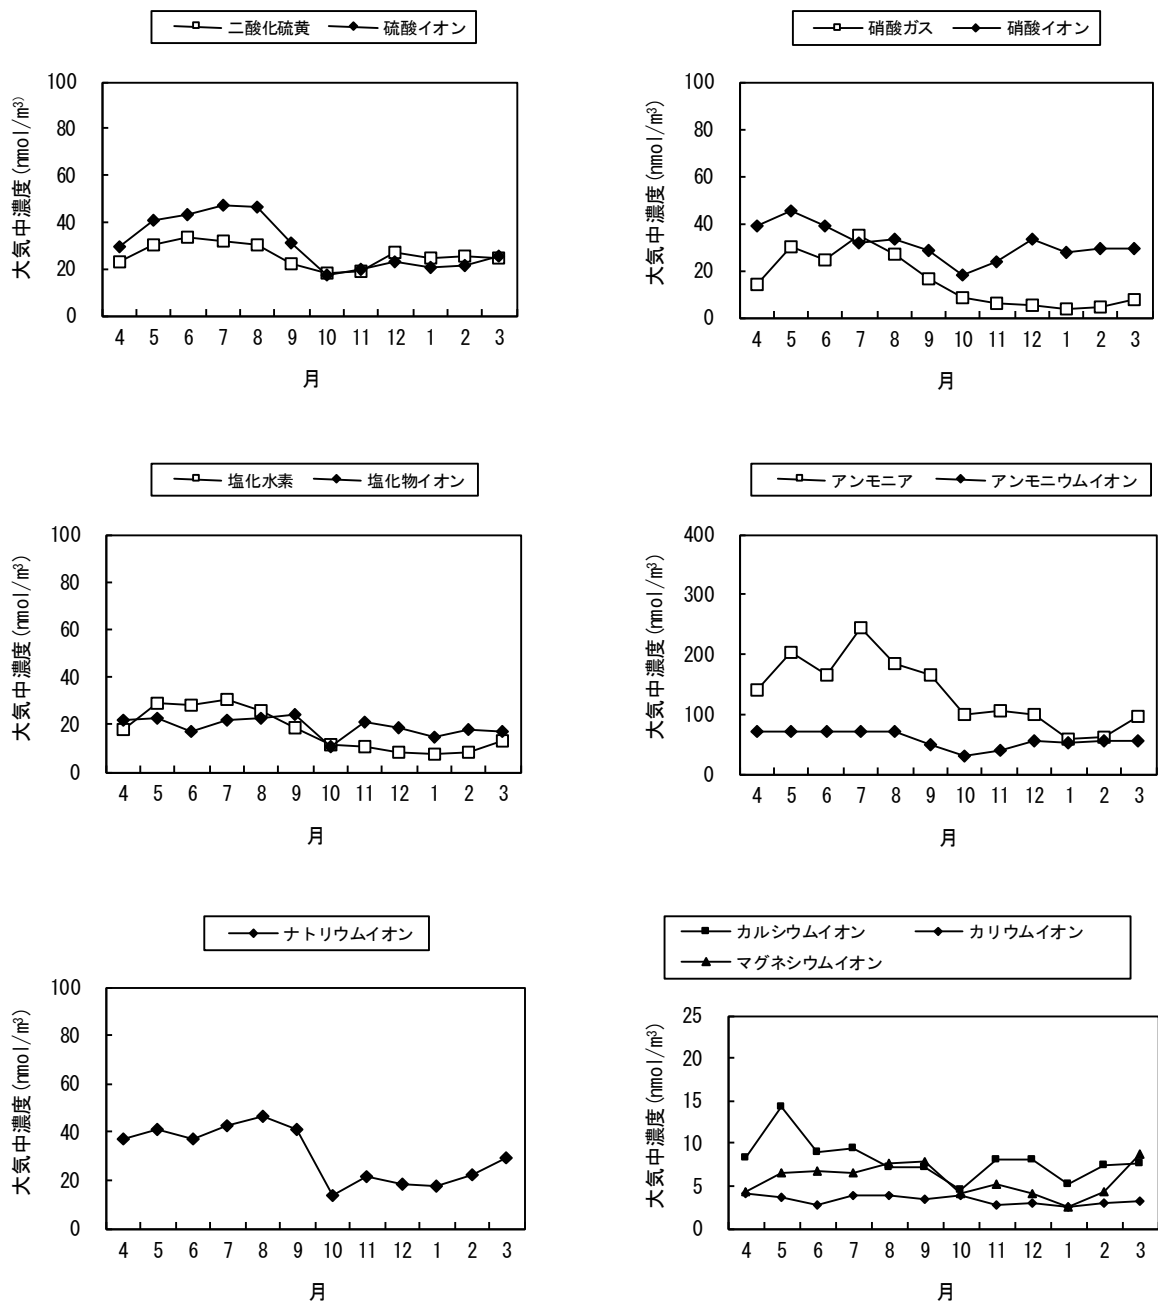 二酸化硫黄 硫酸イオン
大気中濃度(nmol/m³)
100
80
60
40
20
0
4 5 6 7 8 9 10 11 12 1 2 3
月
硝酸ガス 硝酸イオン
大気中濃度(nmol/m³)
100
80
60
40
20
0
4 5 6 7 8 9 10 11 12 1 2 3
月
塩化水素 塩化物イオン
大気中濃度(nmol/m³)
100
80
60
40
20
0
4 5 6 7 8 9 10 11 12 1 2 3
月
アンモニア アンモニウムイオン
大気中濃度(nmol/m³)
400
300
200
100
0
4 5 6 7 8 9 10 11 12 1 2 3
月
ナトリウムイオン
大気中濃度(nmol/m³)
100
80
60
40
20
0
4 5 6 7 8 9 10 11 12 1 2 3
月
カルシウムイオン カリウムイオン
マグネシウムイオン
大気中濃度(nmol/m³)
25
20
15
10
5
0
4 5 6 7 8 9 10 11 12 1 2 3
月